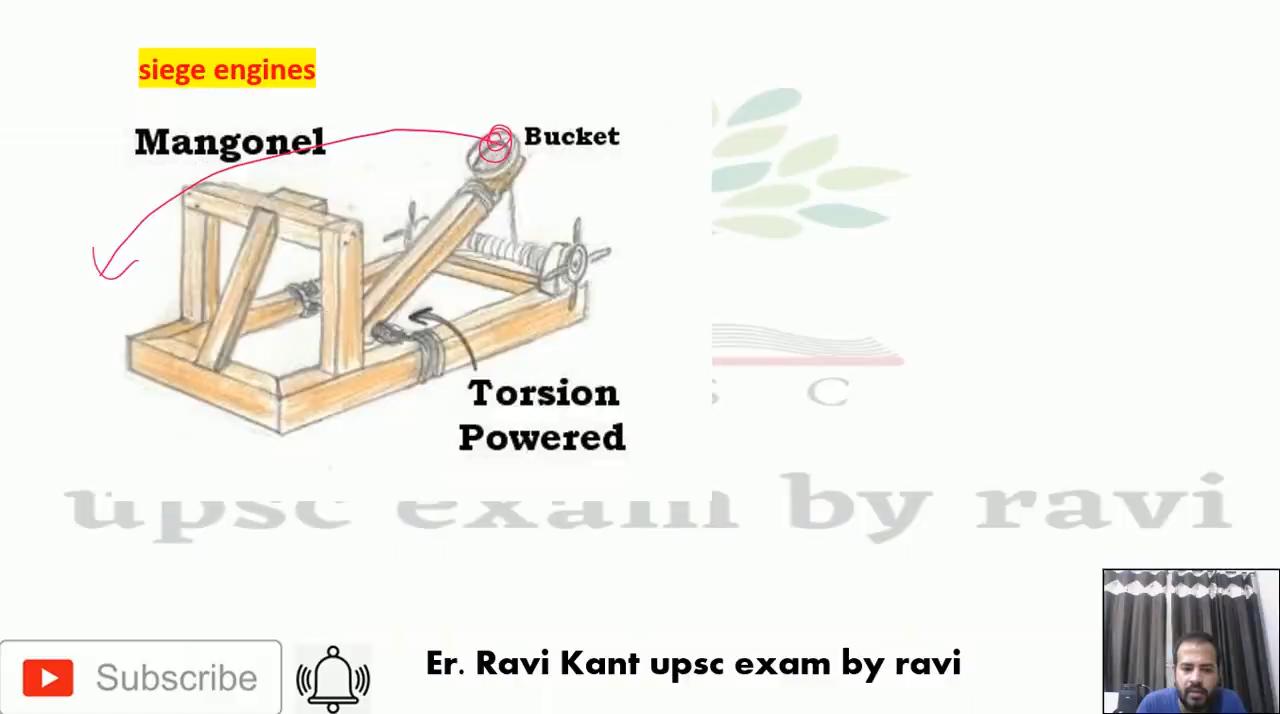 siege engines
Mangonel
Bucket
Torsion
Powered
S C
upsc exam by ravi
Subscribe
Er. Ravi Kant upsc exam by ravi